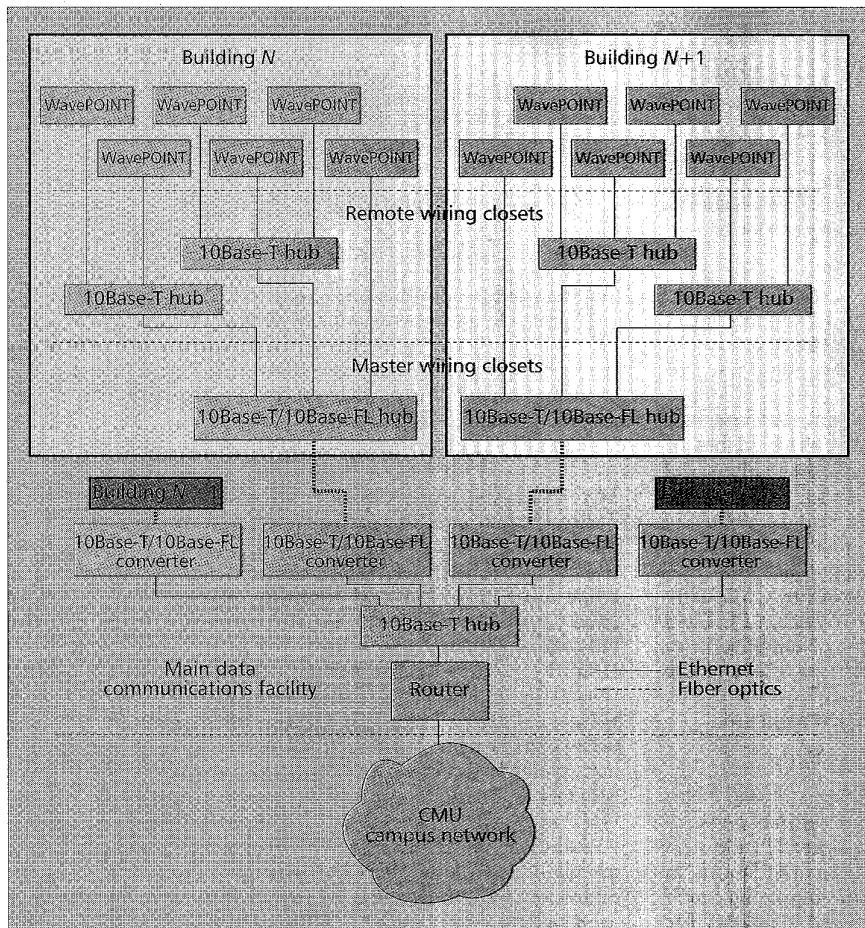 Building N
Building N+1
WavePOINT WavePOINT WavePOINT
WavePOINT WavePOINT WavePOINT
WavePOINT WavePOINT WavePOINT
WavePOINT WavePOINT WavePOINT
Remote wiring closets
10Base-T hub
10Base-T hub
10Base-T hub
10Base-T hub
Master wiring closets
10Base-T/10Base-FL hub
10Base-T/10Base-FL hub
Building N – 1
10Base-T/10Base-FL
converter
10Base-T/10Base-FL
converter
10Base-T/10Base-FL
converter
10Base-T/10Base-FL
converter
10Base-T hub
Main data
communications facility
Router
Ethernet
Fiber optics
CMU
campus network